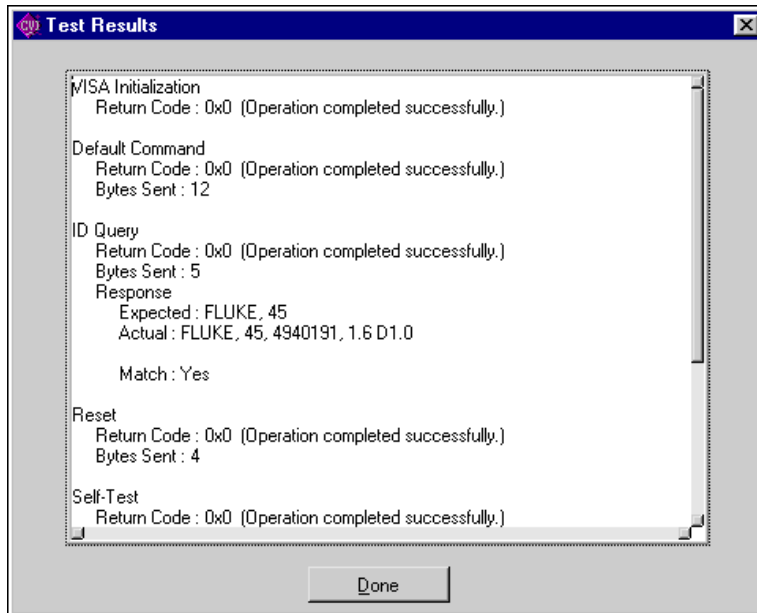 CVI Test Results
VISA Initialization
Return Code : 0x0 (Operation completed successfully.)
Default Command
Return Code : 0x0 (Operation completed successfully.)
Bytes Sent : 12
ID Query
Return Code : 0x0 (Operation completed successfully.)
Bytes Sent : 5
Response
Expected : FLUKE, 45
Actual : FLUKE, 45, 4940191, 1.6 D1.0
Match : Yes
Reset
Return Code : 0x0 (Operation completed successfully.)
Bytes Sent : 4
Self-Test
Return Code : 0x0 (Operation completed successfully.)
Done